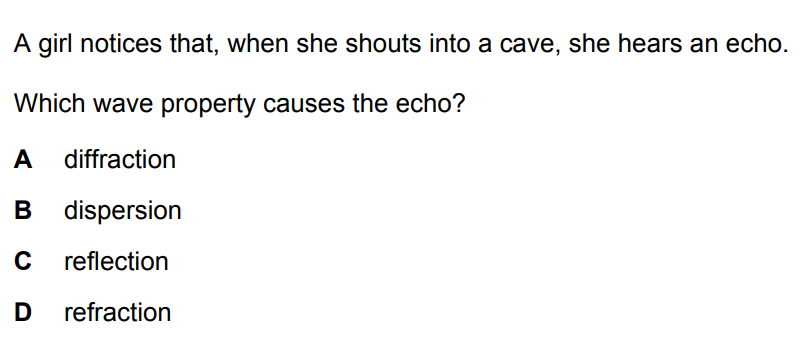 A girl notices that, when she shouts into a cave, she hears an echo.
Which wave property causes the echo?
A diffraction
B dispersion
C reflection
D refraction